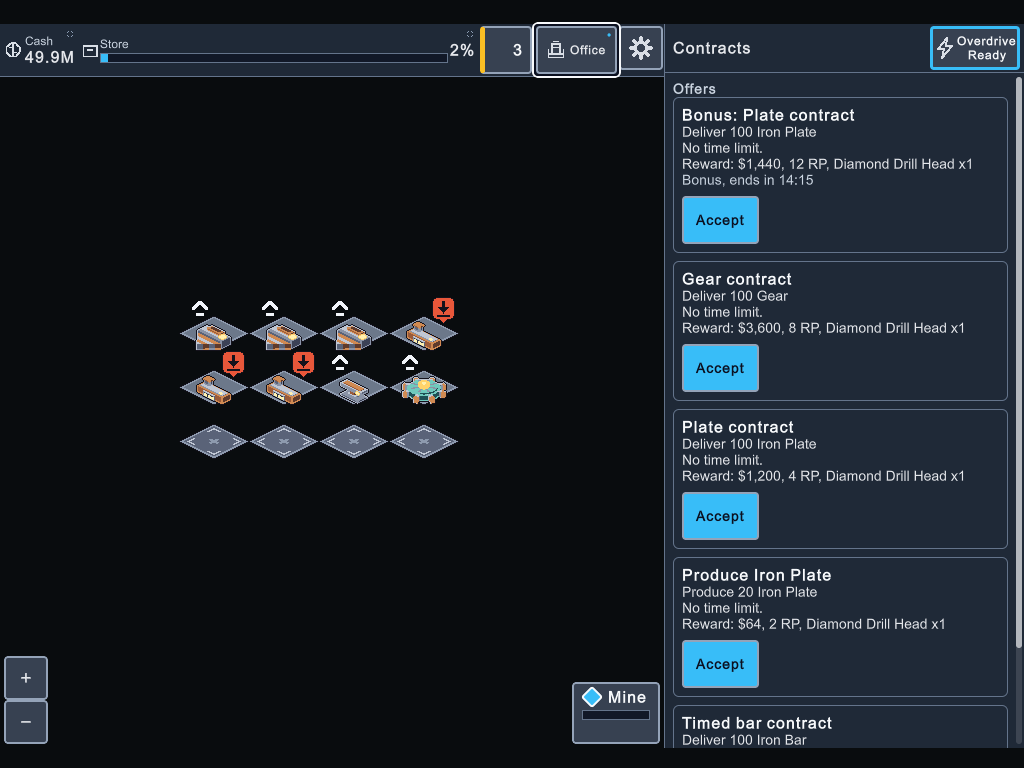 Cash
49.9M
Store
2%
3
Office
Contracts
Overdrive
Ready
Offers
Bonus: Plate contract
Deliver 100 Iron Plate
No time limit.
Reward: $1,440, 12 RP, Diamond Drill Head x1
Bonus, ends in 14:15
Accept
Gear contract
Deliver 100 Gear
No time limit.
Reward: $3,600, 8 RP, Diamond Drill Head x1
Accept
Plate contract
Deliver 100 Iron Plate
No time limit.
Reward: $1,200, 4 RP, Diamond Drill Head x1
Accept
Produce Iron Plate
Produce 20 Iron Plate
No time limit.
Reward: $64, 2 RP, Diamond Drill Head x1
Accept
Timed bar contract
Deliver 100 Iron Bar
+
−
Mine